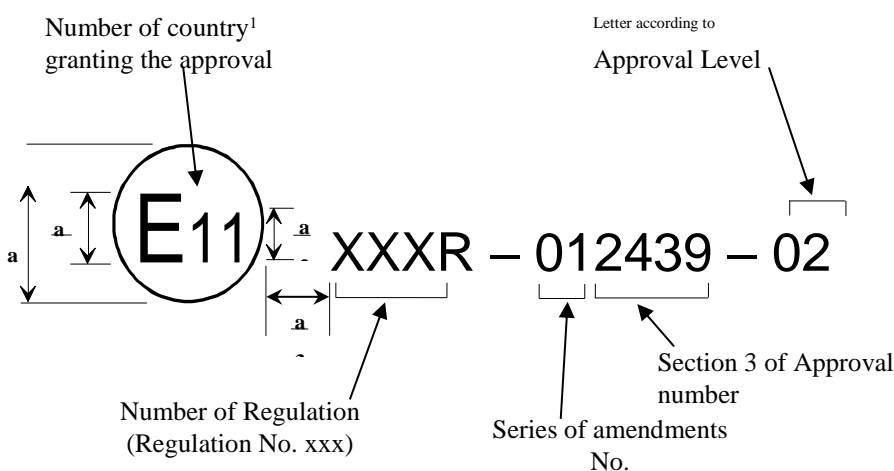 Number of country1
granting the approval
Letter according to
Approval Level
a
a
E11
a
XXXR – 012439 – 02
a
Section 3 of Approval
number
Number of Regulation
(Regulation No. xxx)
Series of amendments
No.